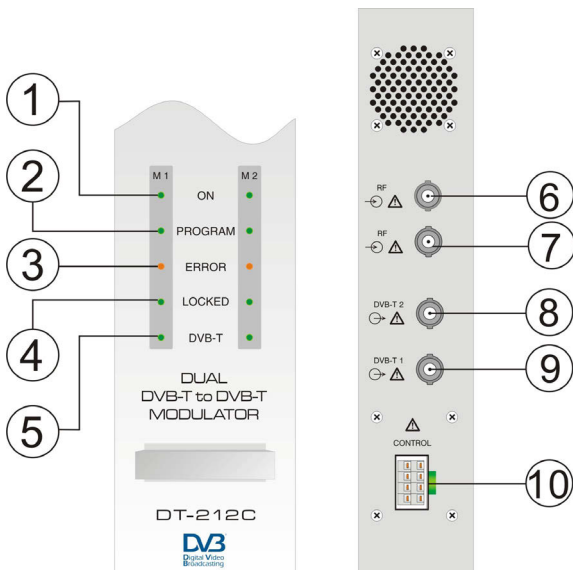 1
2
3
4
5
M 1 M 2
ON
PROGRAM
ERROR
LOCKED
DVB-T
DUAL
DVB-T to DVB-T
MODULATOR
DT-212C
DVB
Digital Video
Broadcasting
RF
RF
DVB-T 2
DVB-T 1
CONTROL
6
7
8
9
10